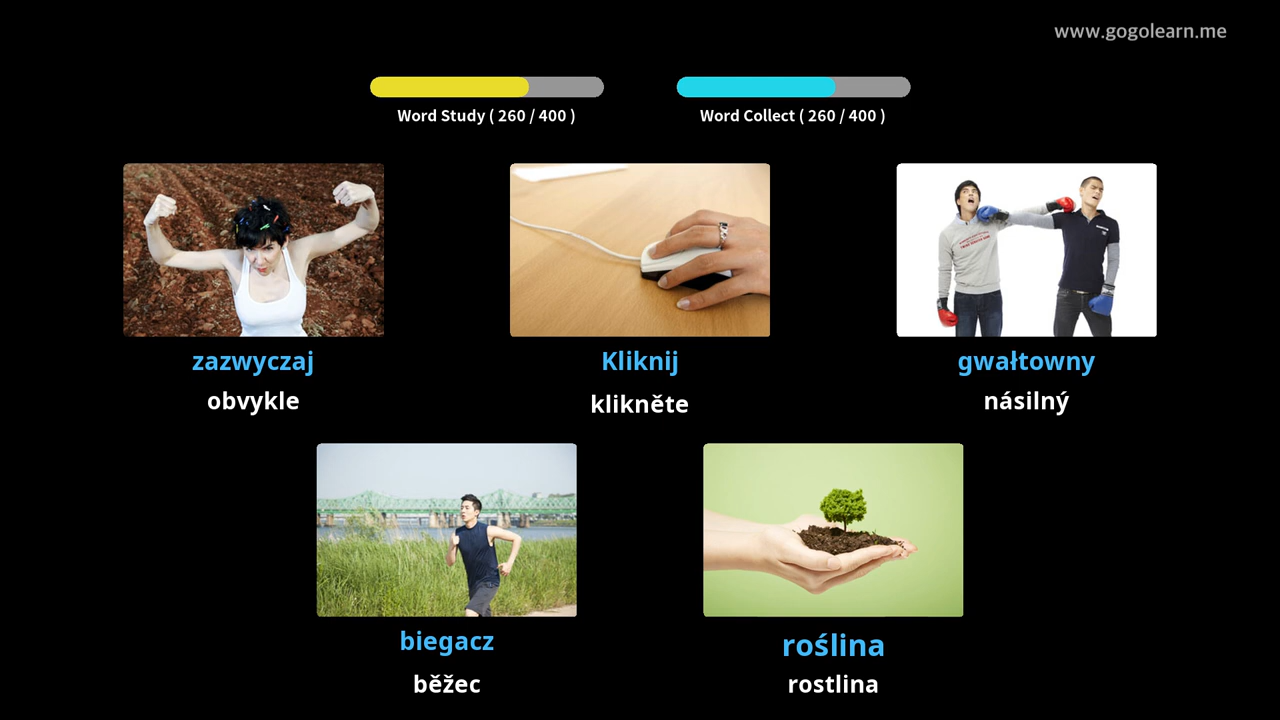 www.gogolearn.me
Word Study ( 260 / 400 )
Word Collect ( 260 / 400 )
zazwyczaj
obvykle
Kliknij
klikněte
gwałtowny
násilný
biegacz
běžec
roślina
rostlina